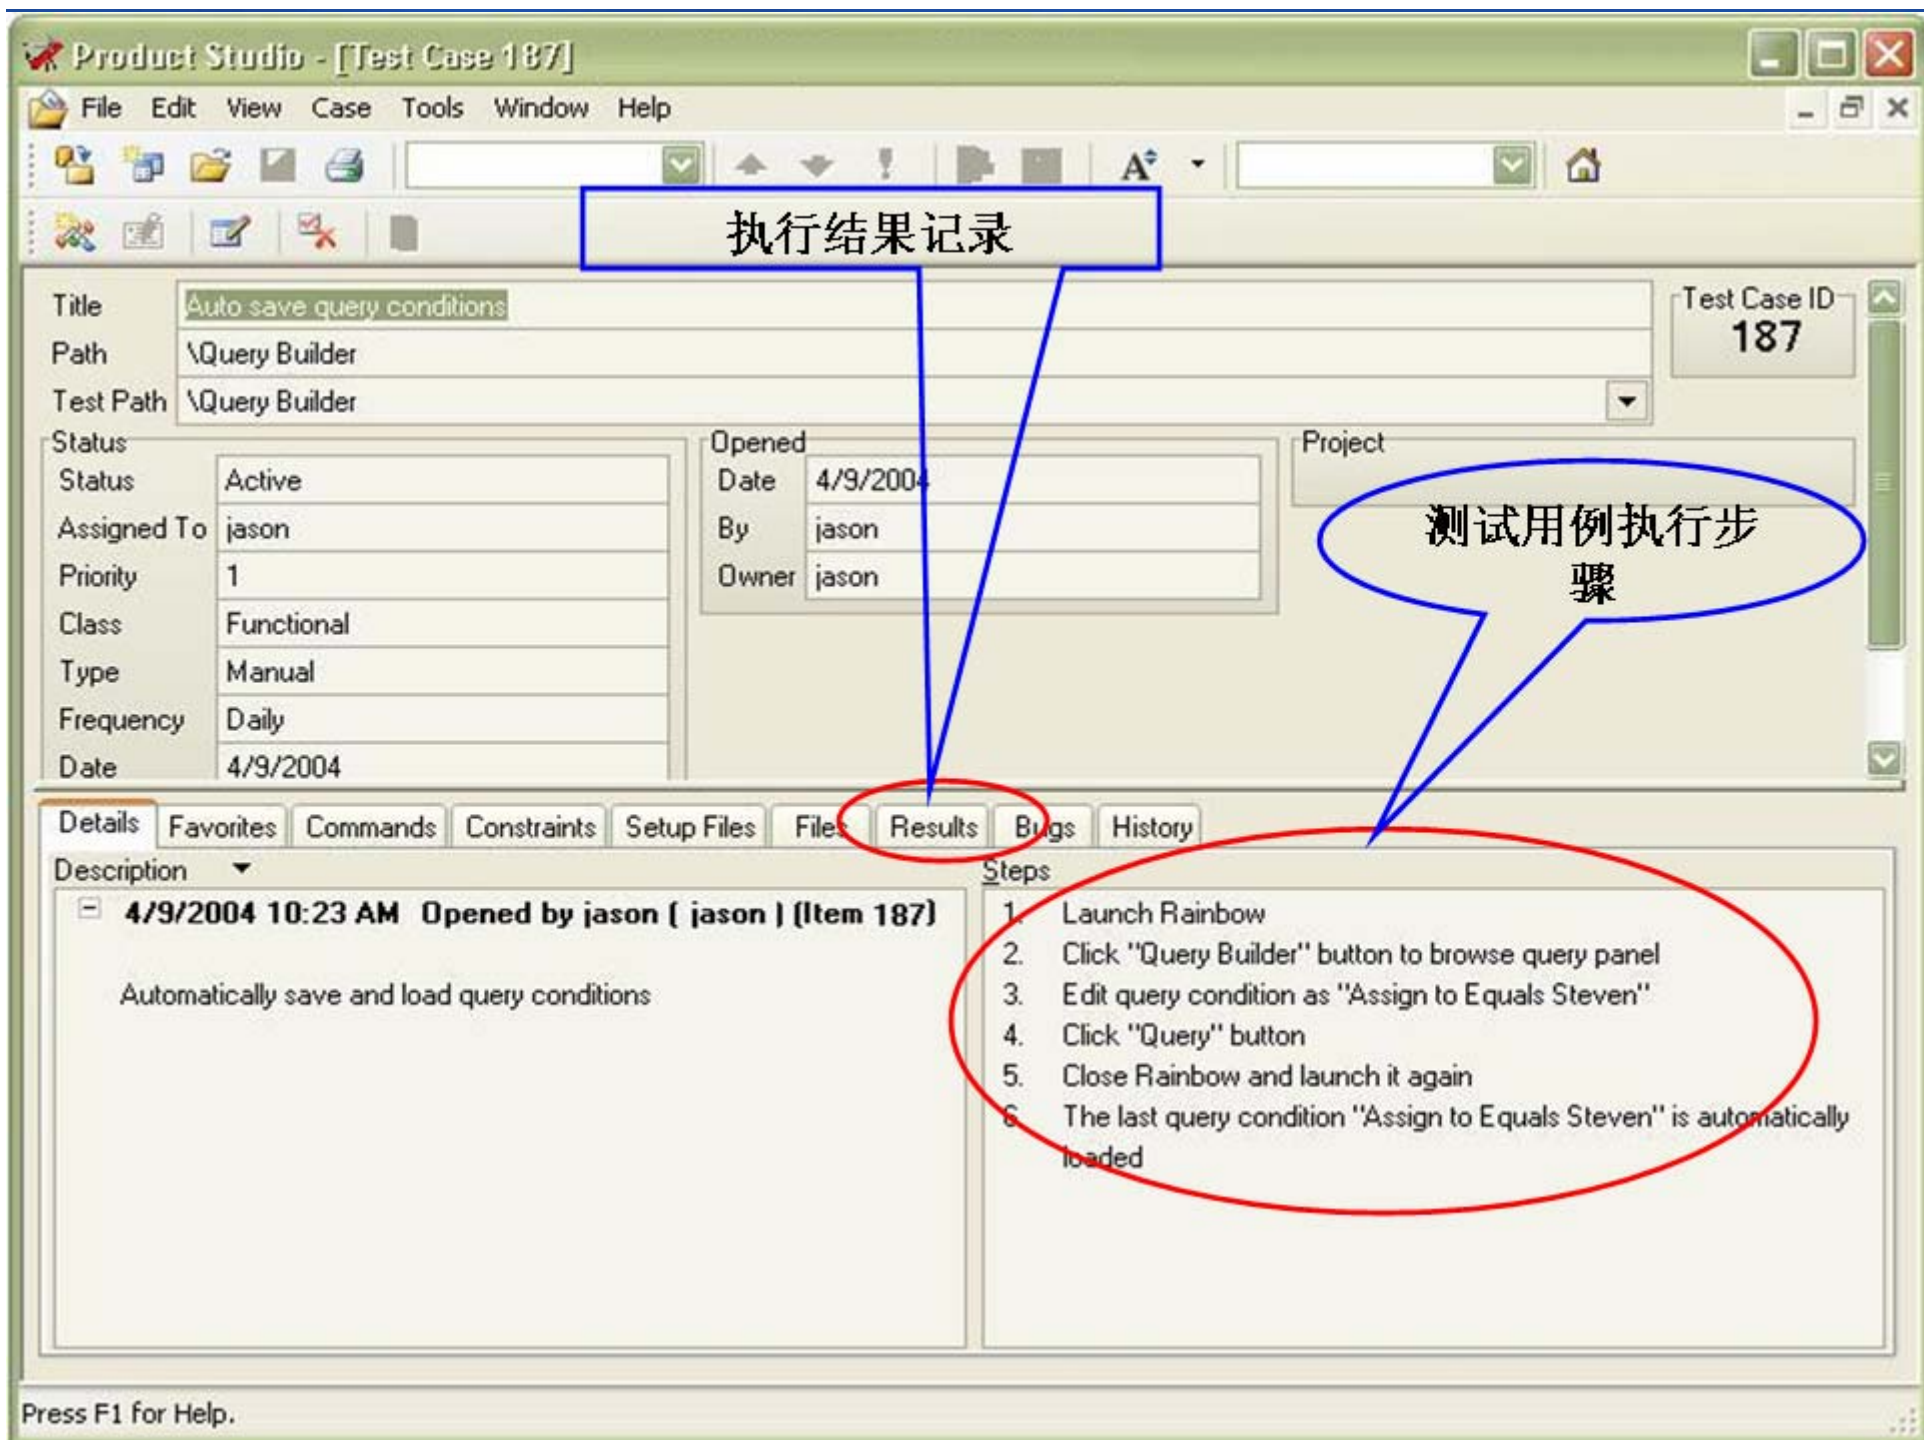 Product Studio - [Test Case 187]
File Edit View Case Tools Window Help
A
执行结果记录
Title Auto save query conditions
Test Case ID
187
Path \Query Builder
Test Path \Query Builder
Status
Status Active
Assigned To jason
Priority 1
Class Functional
Type Manual
Frequency Daily
Date 4/9/2004
Opened
Date 4/9/2004
By jason
Owner jason
Project
测试用例执行步
骤
Details Favorites Commands Constraints Setup Files Files Results Bugs History
Description
4/9/2004 10:23 AM Opened by jason ( jason ) (Item 187)
Automatically save and load query conditions
Steps
1. Launch Rainbow
2. Click "Query Builder" button to browse query panel
3. Edit query condition as "Assign to Equals Steven"
4. Click "Query" button
5. Close Rainbow and launch it again
6. The last query condition "Assign to Equals Steven" is automatically
loaded
Press F1 for Help.